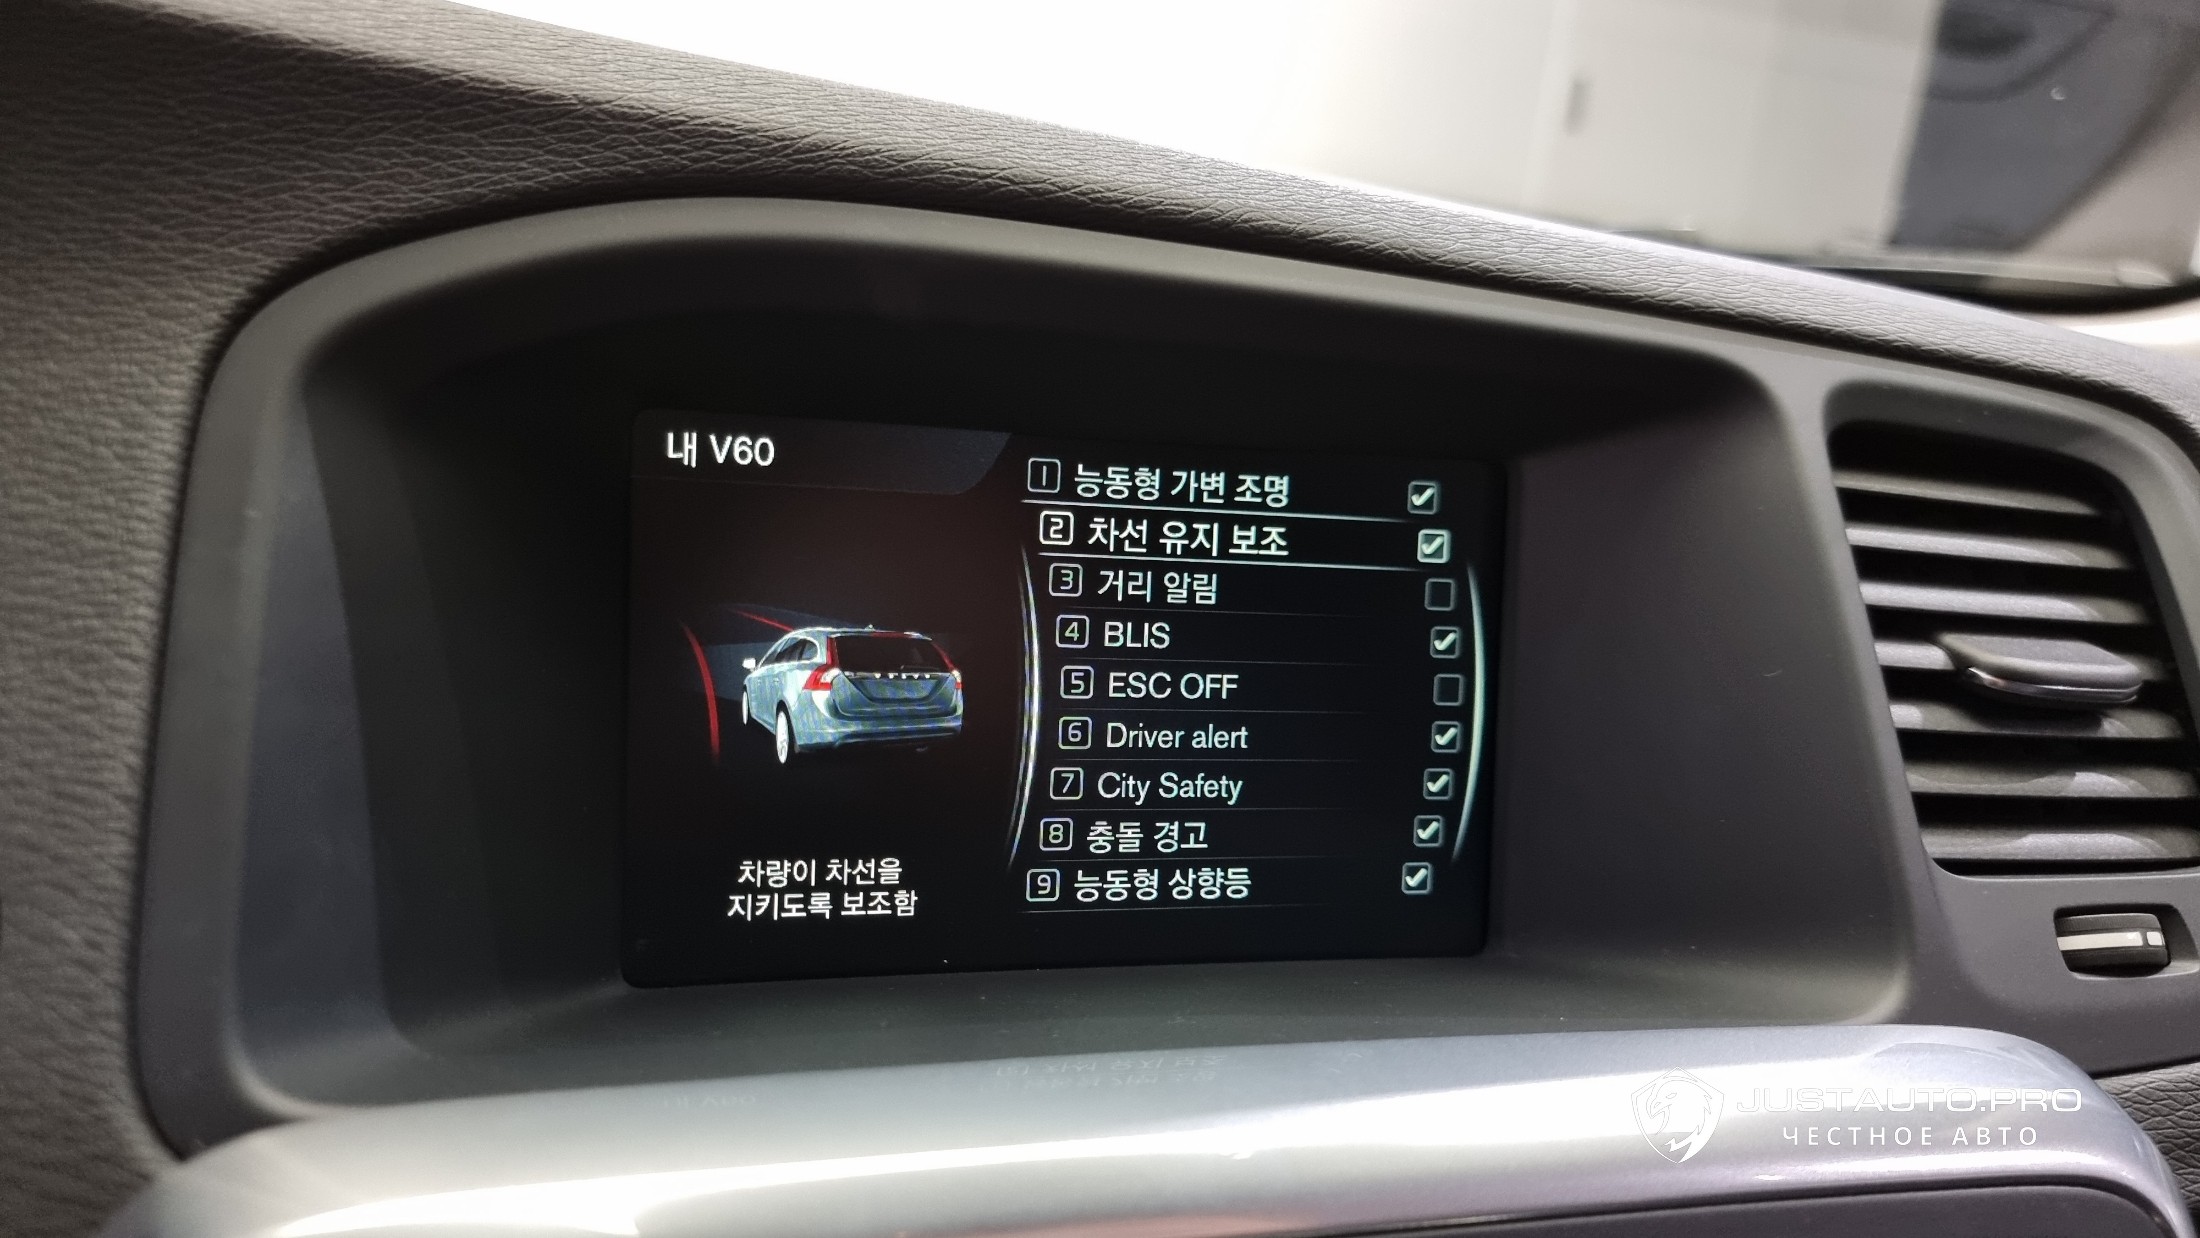 내 V60
1 능동형 가변 조명
2 차선 유지 보조
3 거리 알림
4 BLIS
5 ESC OFF
6 Driver alert
7 City Safety
8 충돌 경고
9 능동형 상향등
차량이 차선을
지키도록 보조함
JUSTAUTO.PRO
ЧЕСТНОЕ АВТО